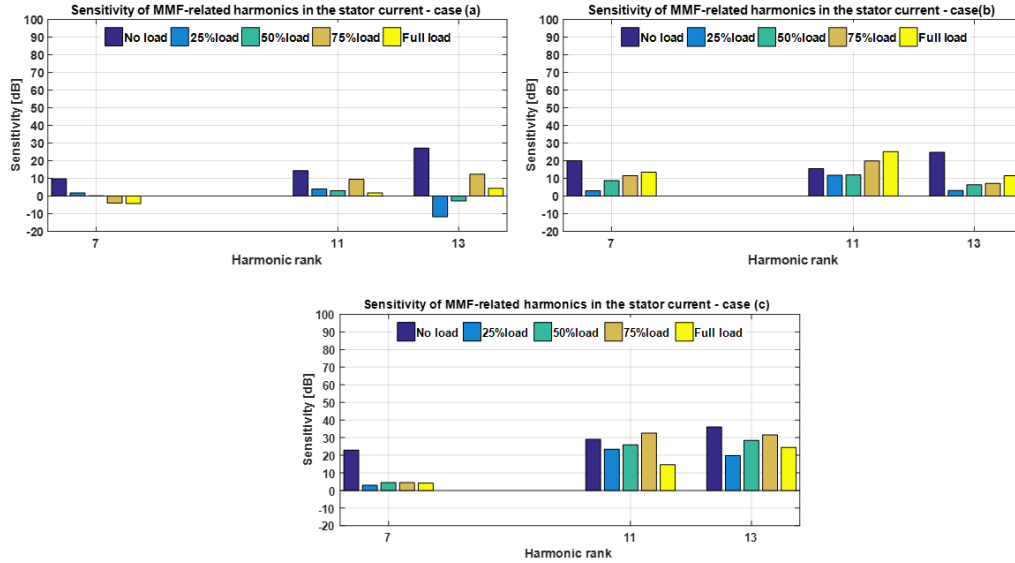 Sensitivity of MMF-related harmonics in the stator current - case (a)
100
90
80
70
60
50
40
30
20
10
0
-10
-20
Sensitivity [dB]
No load 25%load 50%load 75%load Full load
7 11 13
Harmonic rank
Sensitivity of MMF-related harmonics in the stator current - case(b)
100
90
80
70
60
50
40
30
20
10
0
-10
-20
Sensitivity [dB]
No load 25%load 50%load 75%load Full load
7 11 13
Harmonic rank
Sensitivity of MMF-related harmonics in the stator current - case (c)
100
90
80
70
60
50
40
30
20
10
0
-10
-20
Sensitivity [dB]
No load 25%load 50%load 75%load Full load
7 11 13
Harmonic rank